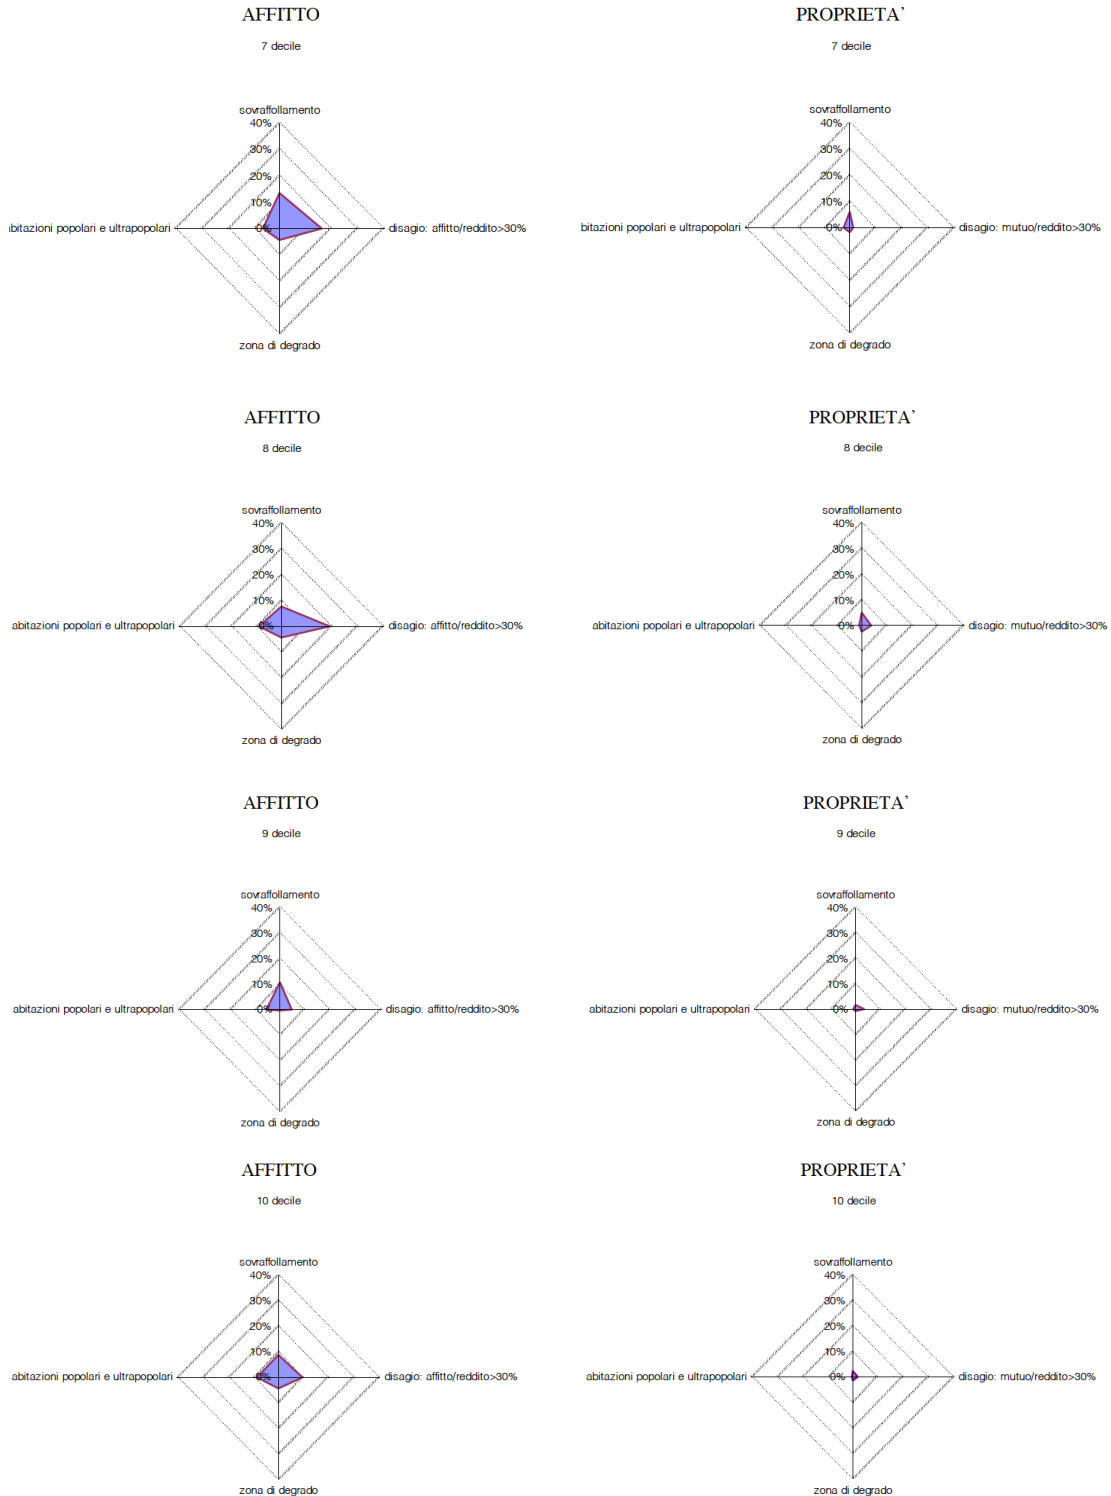 AFFITTO
7 decile
sovraffollamento
40%
30%
20%
10%
0%
bitazioni popolari e ultrapopolari
disagio: affitto/reddito>30%
zona di degrado
PROPRIETA’
7 decile
sovraffollamento
40%
30%
20%
10%
0%
bitazioni popolari e ultrapopolari
disagio: mutuo/reddito>30%
zona di degrado
AFFITTO
8 decile
sovraffollamento
40%
30%
20%
10%
0%
abitazioni popolari e ultrapopolari
disagio: affitto/reddito>30%
zona di degrado
PROPRIETA’
8 decile
sovraffollamento
40%
30%
20%
10%
0%
abitazioni popolari e ultrapopolari
disagio: mutuo/reddito>30%
zona di degrado
AFFITTO
9 decile
sovraffollamento
40%
30%
20%
10%
0%
abitazioni popolari e ultrapopolari
disagio: affitto/reddito>30%
zona di degrado
PROPRIETA’
9 decile
sovraffollamento
40%
30%
20%
10%
0%
abitazioni popolari e ultrapopolari
disagio: mutuo/reddito>30%
zona di degrado
AFFITTO
10 decile
sovraffollamento
40%
30%
20%
10%
0%
abitazioni popolari e ultrapopolari
disagio: affitto/reddito>30%
zona di degrado
PROPRIETA’
10 decile
sovraffollamento
40%
30%
20%
10%
0%
abitazioni popolari e ultrapopolari
disagio: mutuo/reddito>30%
zona di degrado